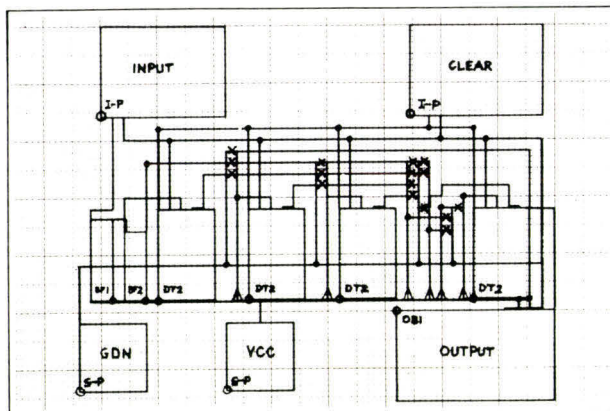 INPUT
CLEAR
I-P
I-P
BF1
BF2
DT2
DT2
DT2
DT2
OB1
GDN
VCC
OUTPUT
S-P
G-P